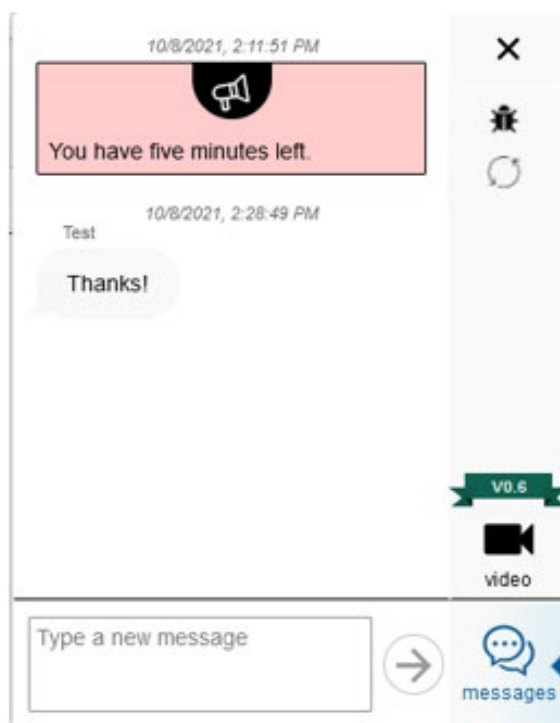 10/8/2021, 2:11:51 PM
You have five minutes left.
10/8/2021, 2:28:49 PM
Test
Thanks!
V0.6
video
Type a new message
messages